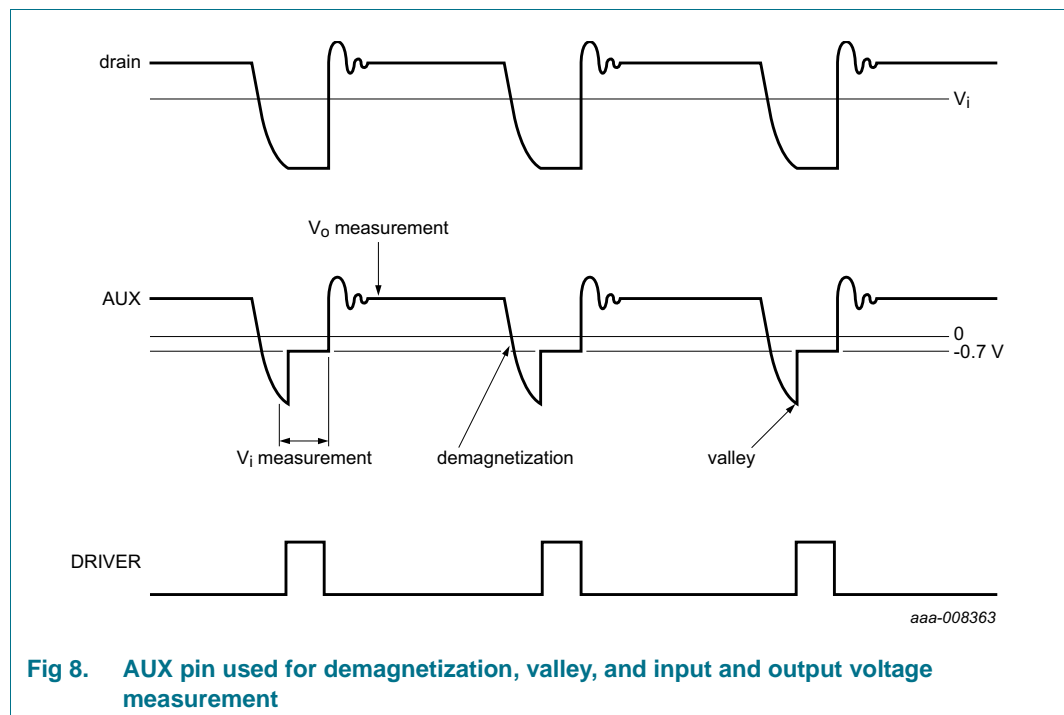 drain
Vi
Vo measurement
AUX
0
-0.7 V
Vi measurement
demagnetization
valley
DRIVER
aaa-008363
Fig 8. AUX pin used for demagnetization, valley, and input and output voltage
measurement